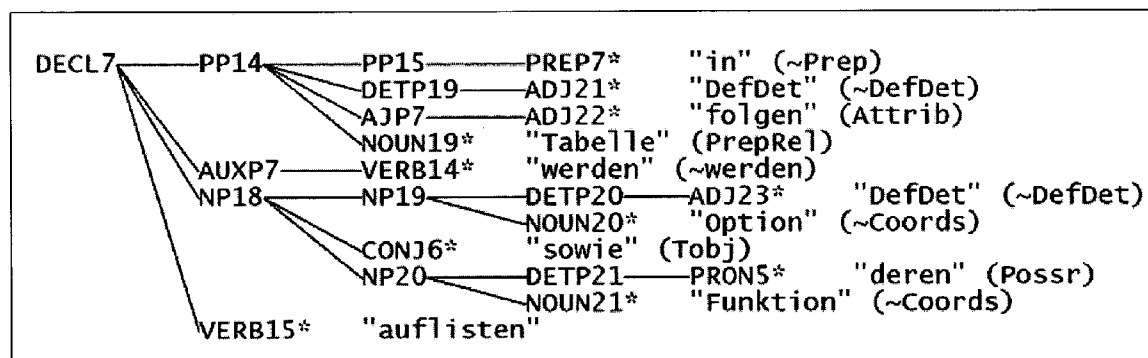 DECL7 PP14 PP15 PREP7* "in" (~Prep)
DETP19 ADJ21* "DefDet" (~DefDet)
AJP7 ADJ22* "folgen" (Attrib)
NOUN19* "Tabelle" (PrepRel)
AUXP7 VERB14* "werden" (~werden)
NP18 NP19 DETP20 ADJ23* "DefDet" (~DefDet)
NOUN20* "Option" (~Coords)
CONJ6* "sowie" (Tobj)
NP20 DETP21 PRON5* "deren" (Possr)
NOUN21* "Funktion" (~Coords)
VERB15* "auflisten"